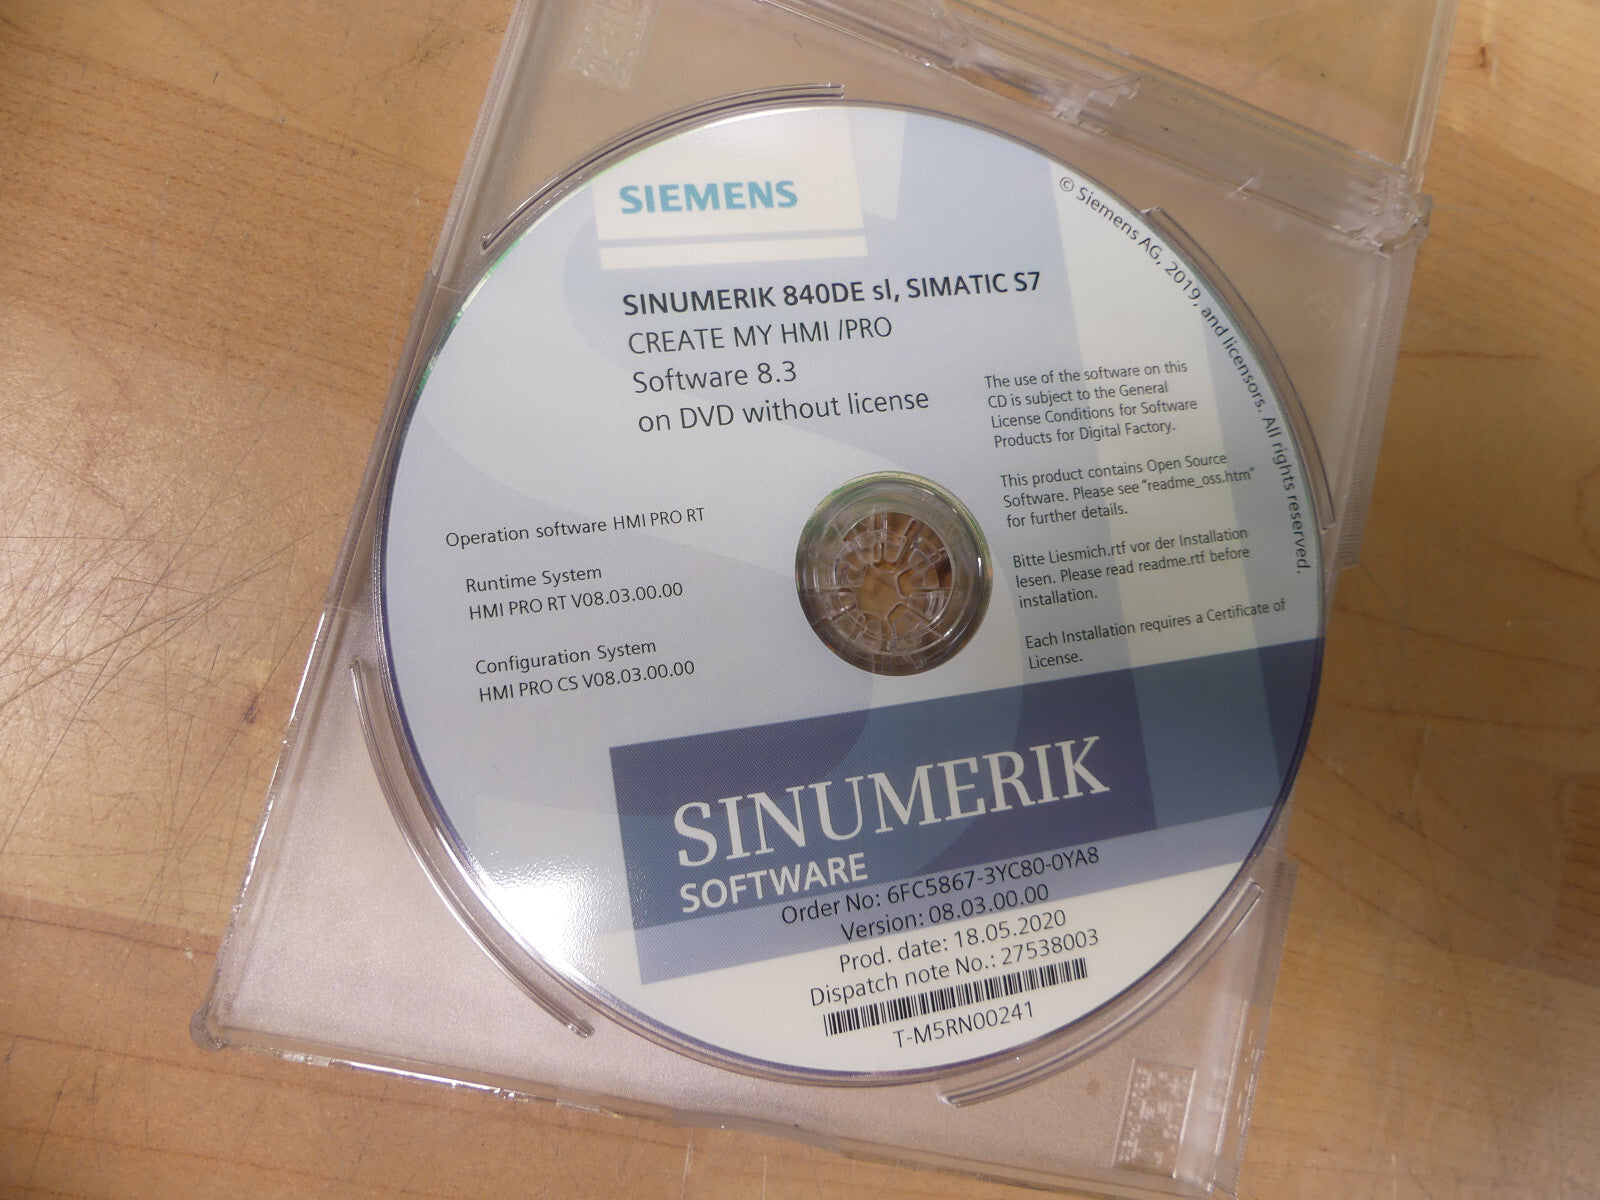 SIEMENS
SINUMERIK 840DE sl, SIMATIC S7
CREATE MY HMI /PRO
Software 8.3
on DVD without license
© Siemens AG, 2019, and licensors. All rights reserved.
The use of the software on this
CD is subject to the General
License Conditions for Software
Products for Digital Factory.
This product contains Open Source
Software. Please see "readme_oss.htm"
for further details.
Bitte Liesmich.rtf vor der Installation
lesen. Please read readme.rtf before
installation.
Each Installation requires a Certificate of
License.
Operation software HMI PRO RT
Runtime System
HMI PRO RT V08.03.00.00
Configuration System
HMI PRO CS V08.03.00.00
SINUMERIK
SOFTWARE
Order No: 6FC5867-3YC80-0YA8
Version: 08.03.00.00
Prod. date: 18.05.2020
Dispatch note No.: 27538003
T-M5RN00241